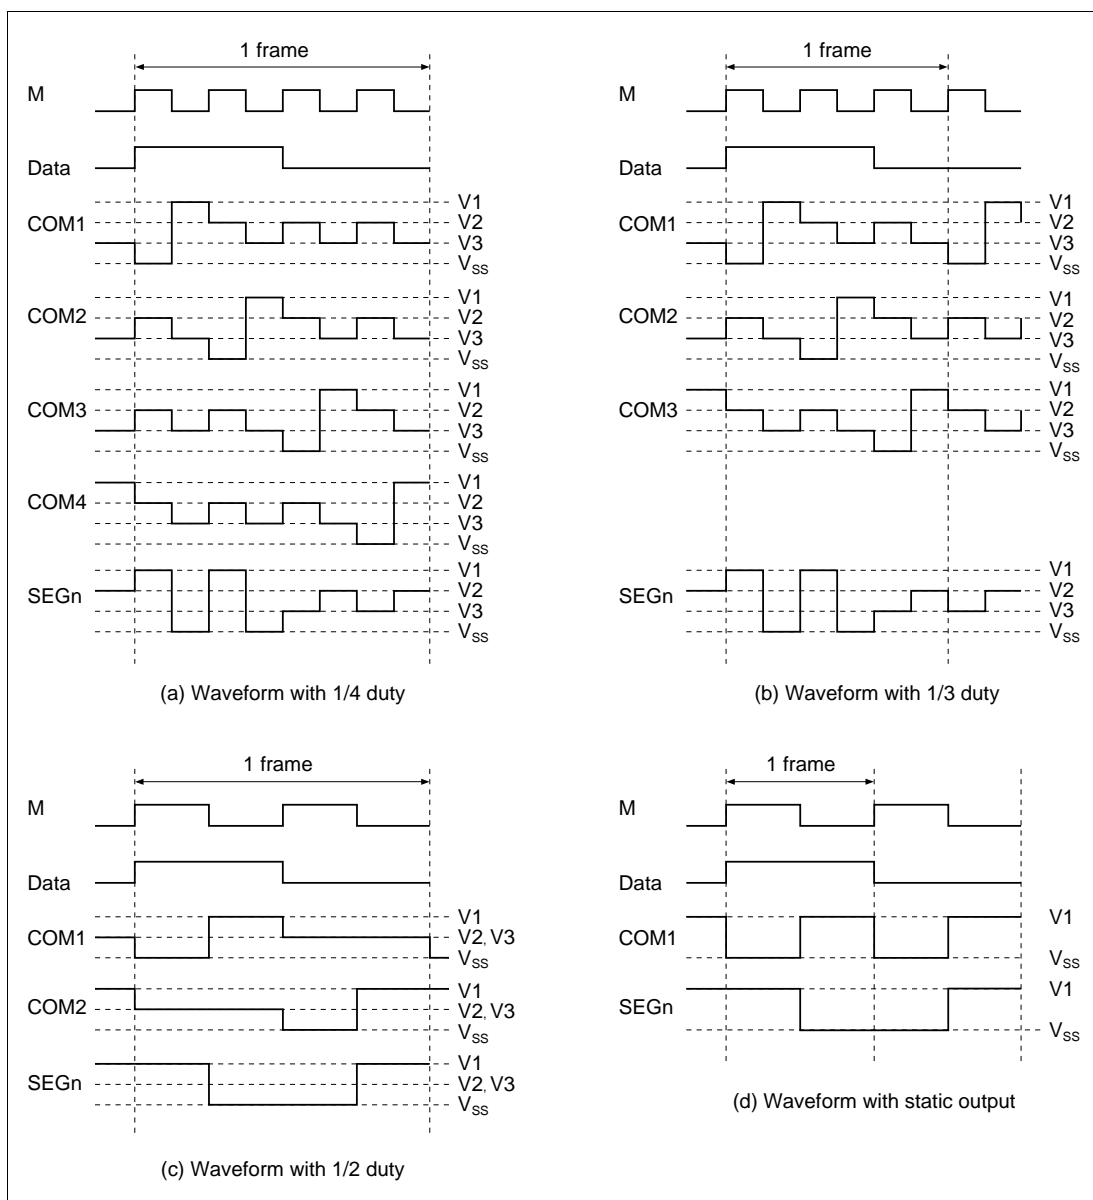 1 frame
M
Data
COM1
V1
V2
V3
VSS
COM2
V1
V2
V3
VSS
COM3
V1
V2
V3
VSS
COM4
V1
V2
V3
VSS
SEGn
V1
V2
V3
VSS
(a) Waveform with 1/4 duty
1 frame
M
Data
COM1
V1
V2
V3
VSS
COM2
V1
V2
V3
VSS
COM3
V1
V2
V3
VSS
SEGn
V1
V2
V3
VSS
(b) Waveform with 1/3 duty
1 frame
M
Data
COM1
V1
V2, V3
VSS
COM2
V1
V2, V3
VSS
SEGn
V1
V2, V3
VSS
(c) Waveform with 1/2 duty
1 frame
M
Data
COM1
V1
VSS
SEGn
V1
VSS
(d) Waveform with static output